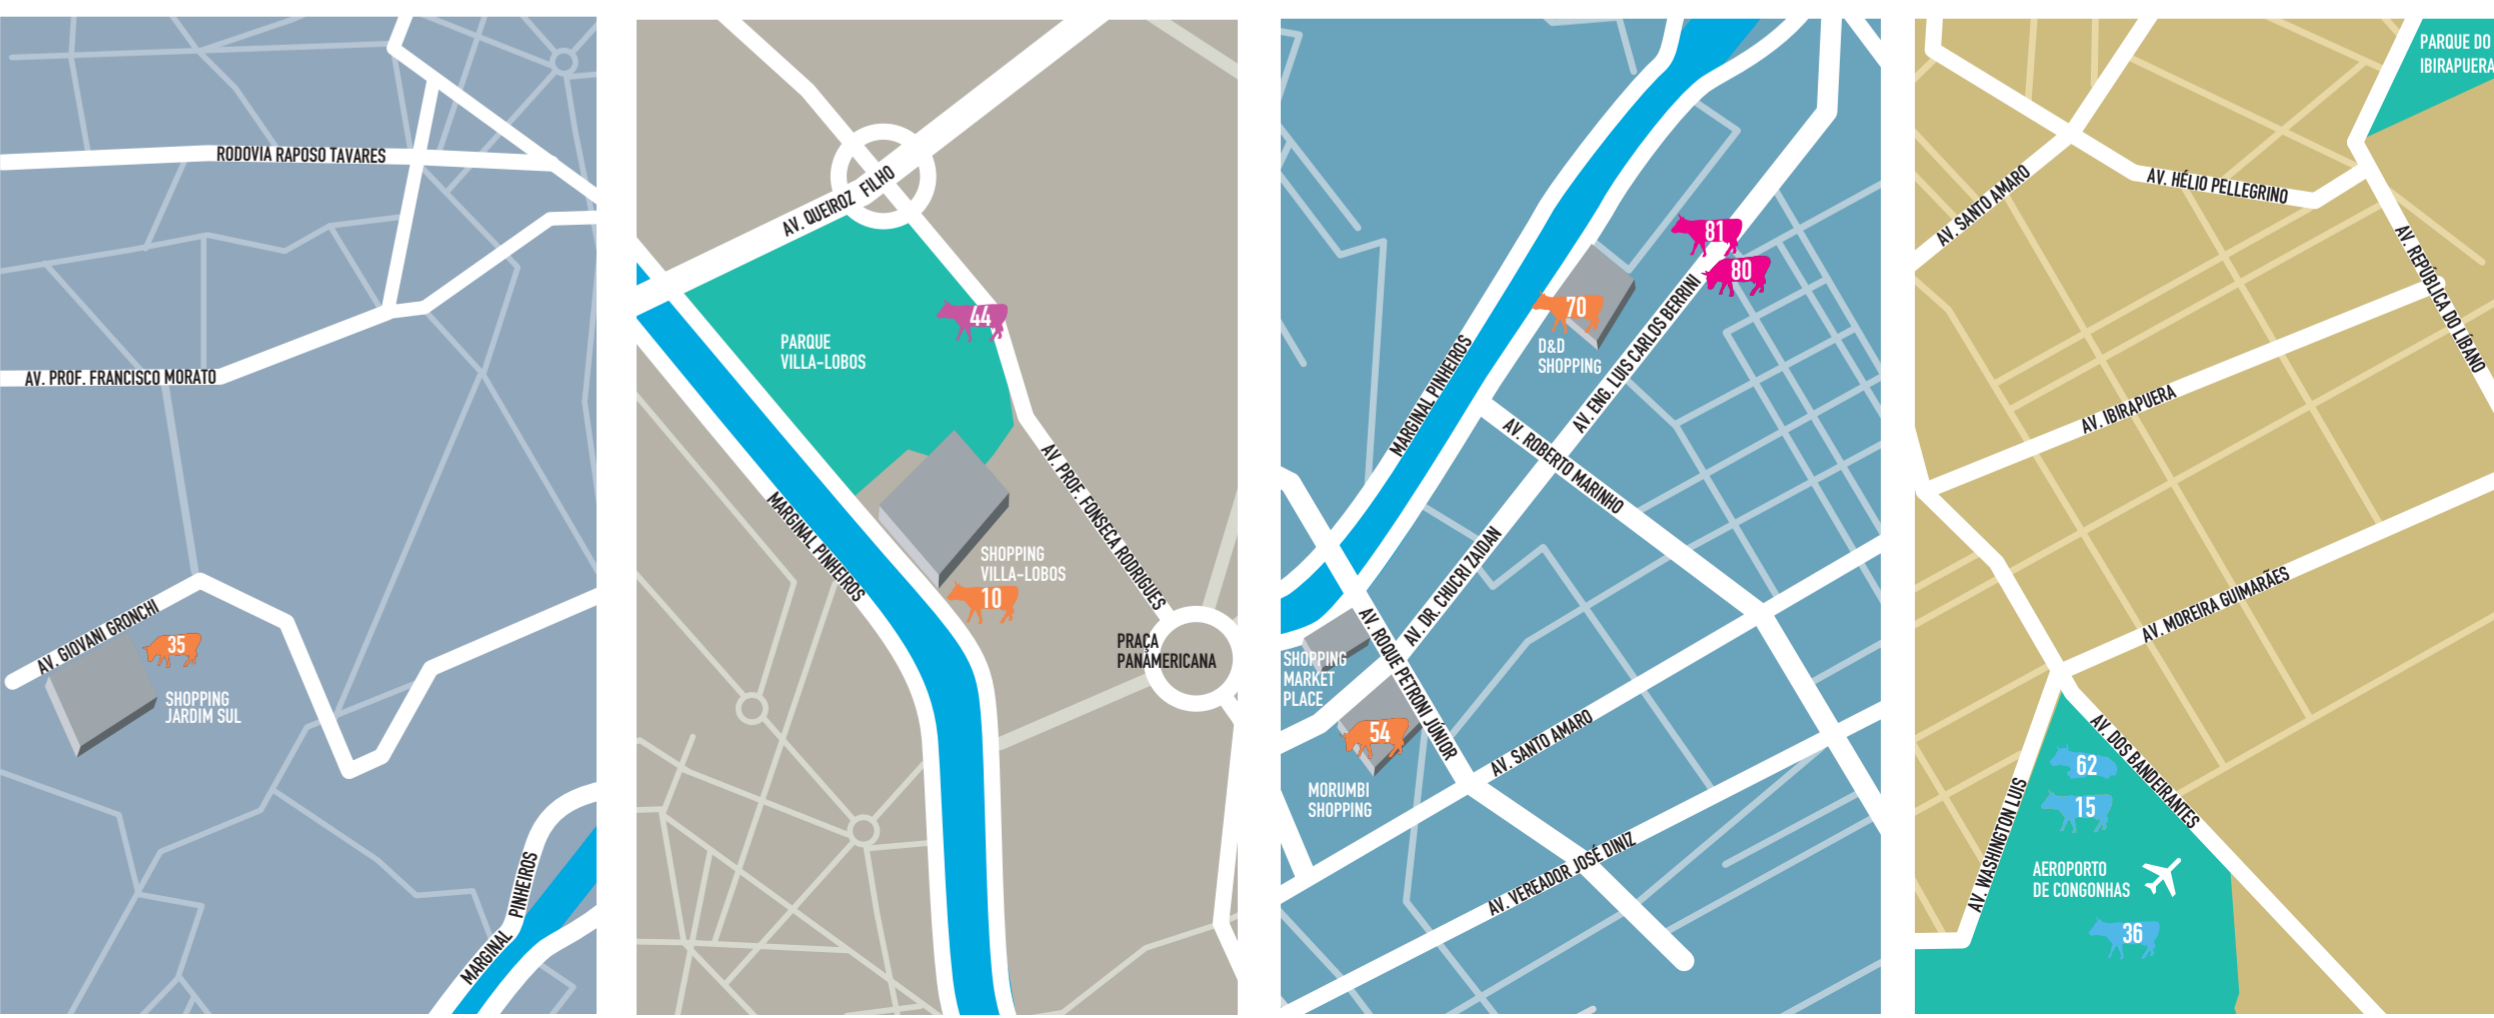 RODOVIA RAPOSO TAVARES
AV. PROF. FRANCISCO MORATO
AV. GIOVANI GRONCHI
35
SHOPPING
JARDIM SUL
MARGINAL PINHEIROS
AV. QUEIROZ FILHO
44
PARQUE
VILLA-LOBOS
AV. PROF. FONSECA RODRIGUES
MARGINAL PINHEIROS
SHOPPING
VILLA-LOBOS
10
PRAÇA
PANAMERICANA
81
80
70
D&D
SHOPPING
MARGINAL PINHEIROS
AV. ENG. LUIS CARLOS BERRINI
AV. ROBERTO MARINHO
AV. DR. CHUCRI ZAIDAN
AV. ROQUE PETRONI JÚNIOR
SHOPPING
MARKET
PLACE
54
MORUMBI
SHOPPING
AV. SANTO AMARO
AV. VEREADOR JOSÉ DINIZ
PARQUE DO
IBIRAPUERA
AV. HÉLIO PELLEGRINO
AV. SANTO AMARO
AV. REPÚBLICA DO LÍBANO
AV. IBIRAPUERA
AV. MOREIRA GUIMARÃES
AV. DOS BANDEIRANTES
AV. WASHINGTON LUIS
62
15
AEROPORTO
DE CONGONHAS
36